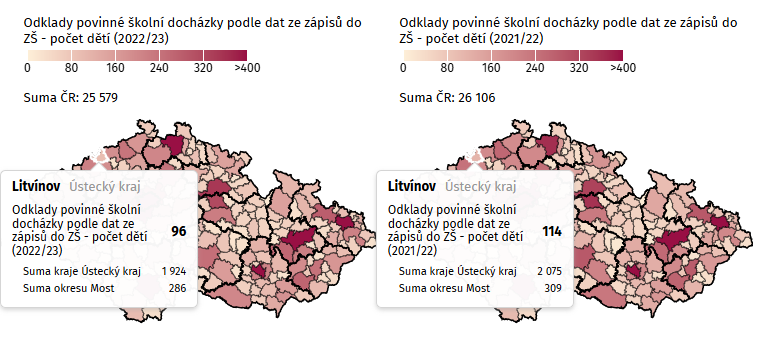 Odklady povinné školní docházky podle dat ze zápisů do
ZŠ - počet dětí (2022/23)
0 80 160 240 320 >400
Suma ČR: 25 579
Litvínov Ústecký kraj
Odklady povinné školní
docházky podle dat ze
zápisů do ZŠ - počet dětí
(2022/23)
96
Suma kraje Ústecký kraj 1 924
Suma okresu Most 286
Odklady povinné školní docházky podle dat ze zápisů do
ZŠ - počet dětí (2021/22)
0 80 160 240 320 >400
Suma ČR: 26 106
Litvínov Ústecký kraj
Odklady povinné školní
docházky podle dat ze
zápisů do ZŠ - počet dětí
(2021/22)
114
Suma kraje Ústecký kraj 2 075
Suma okresu Most 309